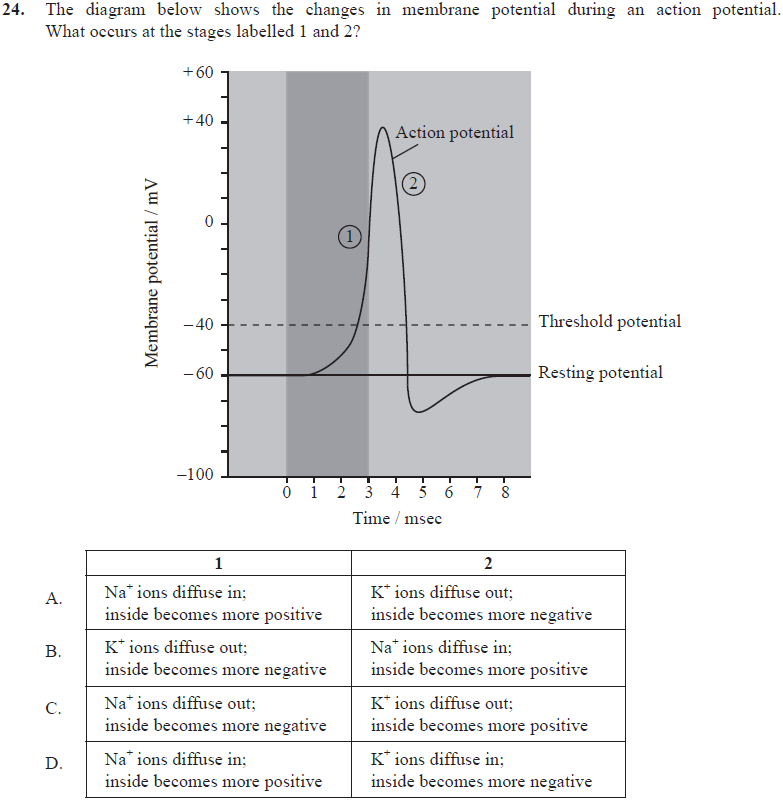 24. The diagram below shows the changes in membrane potential during an action potential.
What occurs at the stages labelled 1 and 2?
+60
+40
Action potential
2
0
1
Membrane potential / mV
–40
Threshold potential
–60
Resting potential
–100
0 1 2 3 4 5 6 7 8
Time / msec
1 2
A. Na⁺ ions diffuse in; K⁺ ions diffuse out;
inside becomes more positive inside becomes more negative
B. K⁺ ions diffuse out; Na⁺ ions diffuse in;
inside becomes more negative inside becomes more positive
C. Na⁺ ions diffuse out; K⁺ ions diffuse out;
inside becomes more negative inside becomes more positive
D. Na⁺ ions diffuse in; K⁺ ions diffuse in;
inside becomes more positive inside becomes more negative